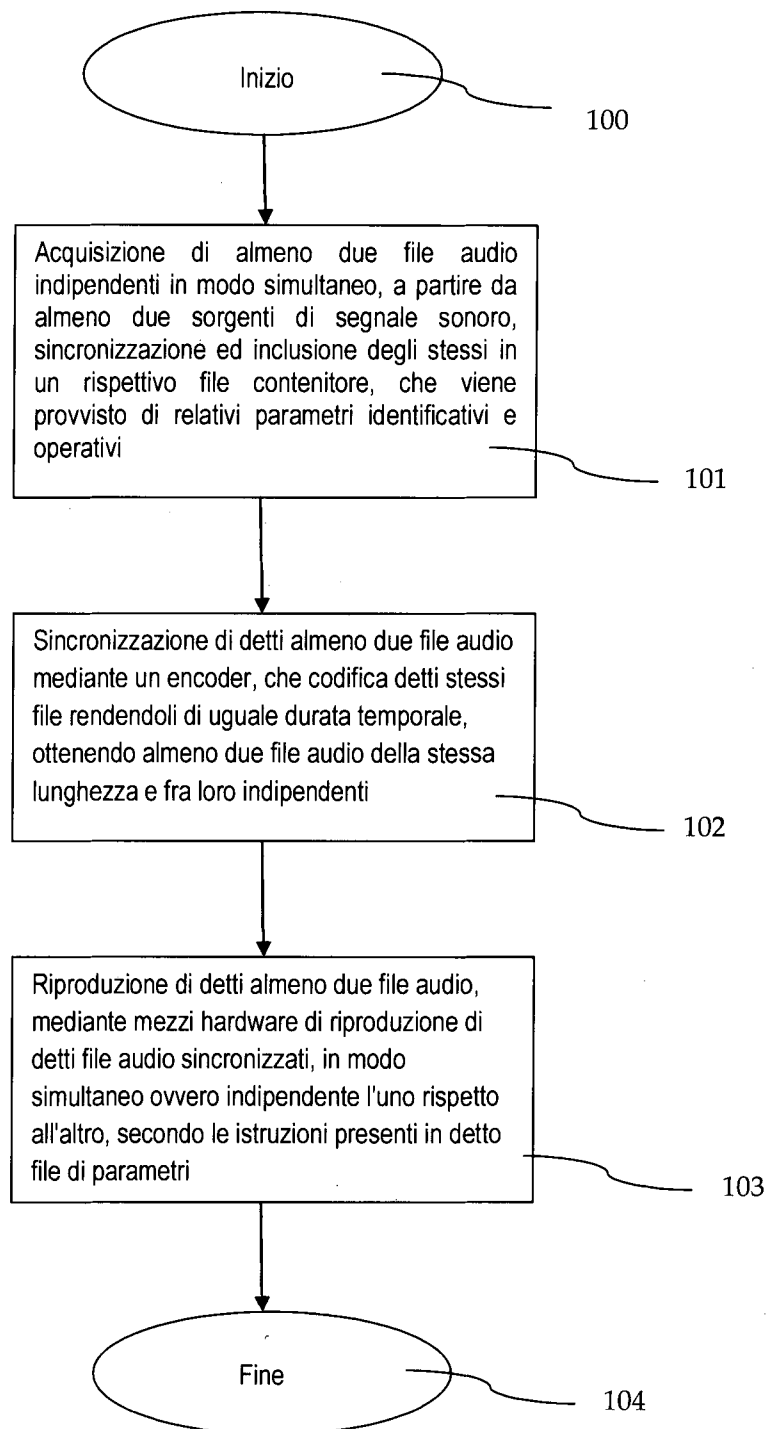 Inizio
100
Acquisizione di almeno due file audio
indipendenti in modo simultaneo, a partire da
almeno due sorgenti di segnale sonoro,
sincronizzazione ed inclusione degli stessi in
un rispettivo file contenitore, che viene
provvisto di relativi parametri identificativi e
operativi
101
Sincronizzazione di detti almeno due file audio
mediante un encoder, che codifica detti stessi
file rendendoli di uguale durata temporale,
ottenendo almeno due file audio della stessa
lunghezza e fra loro indipendenti
102
Riproduzione di detti almeno due file audio,
mediante mezzi hardware di riproduzione di
detti file audio sincronizzati, in modo
simultaneo ovvero indipendente l'uno rispetto
all'altro, secondo le istruzioni presenti in detto
file di parametri
103
Fine
104